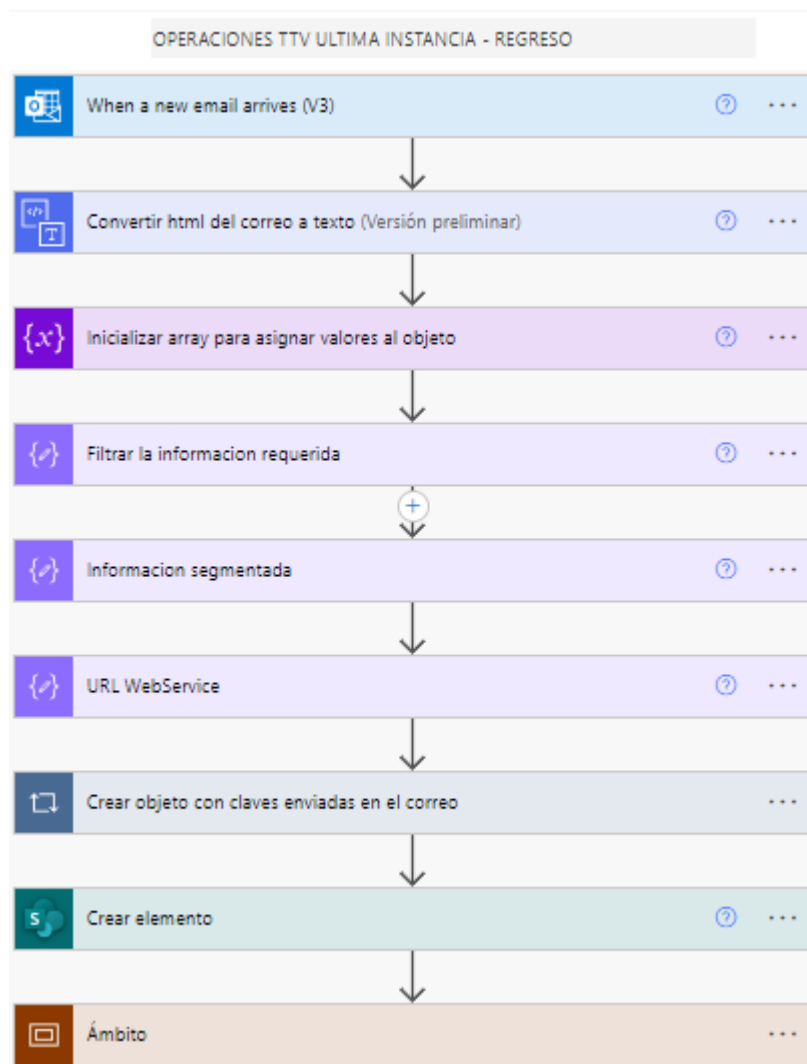 OPERACIONES TTV ULTIMA INSTANCIA - REGRESO
When a new email arrives (V3)
Convertir html del correo a texto (Versión preliminar)
Inicializar array para asignar valores al objeto
Filtrar la informacion requerida
Informacion segmentada
URL WebService
Crear objeto con claves enviadas en el correo
Crear elemento
Ámbito